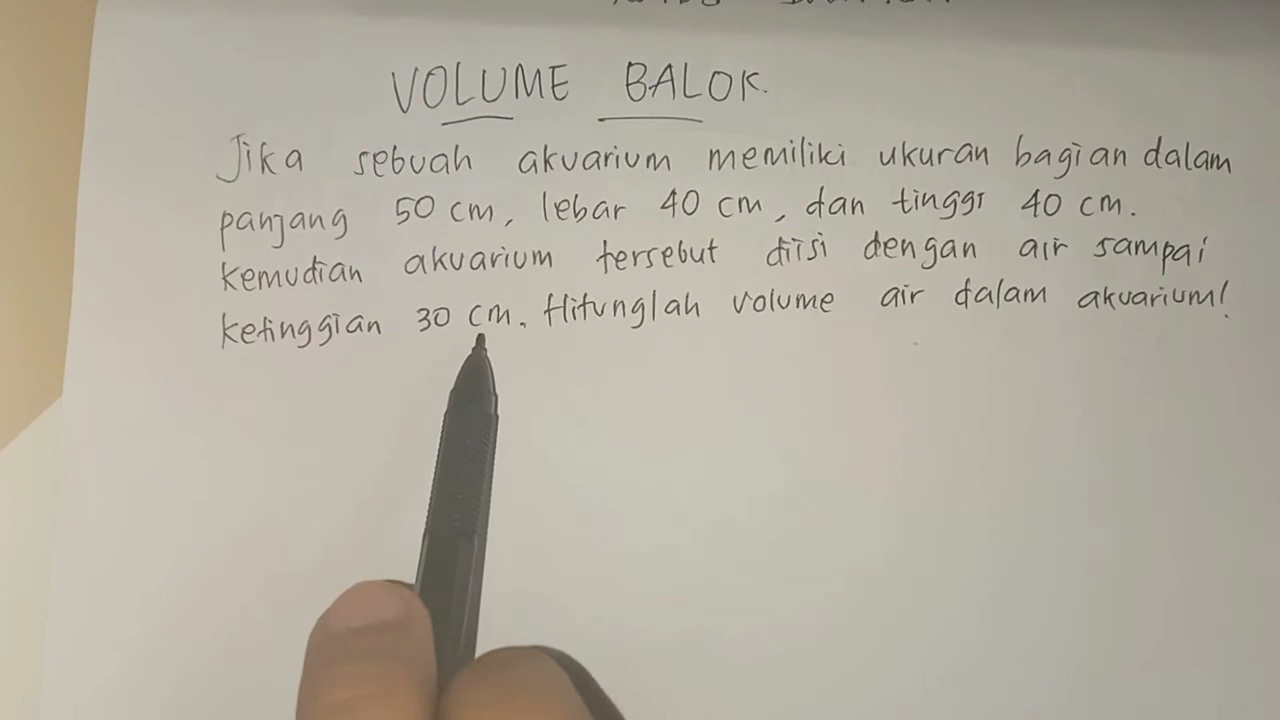 VOLUME BALOK.
Jika sebuah akuarium memiliki ukuran bagian dalam
panjang 50 cm, lebar 40 cm, dan tinggi 40 cm.
kemudian akuarium tersebut diisi dengan air sampai
ketinggian 30 cm. Hitunglah volume air dalam akuarium!